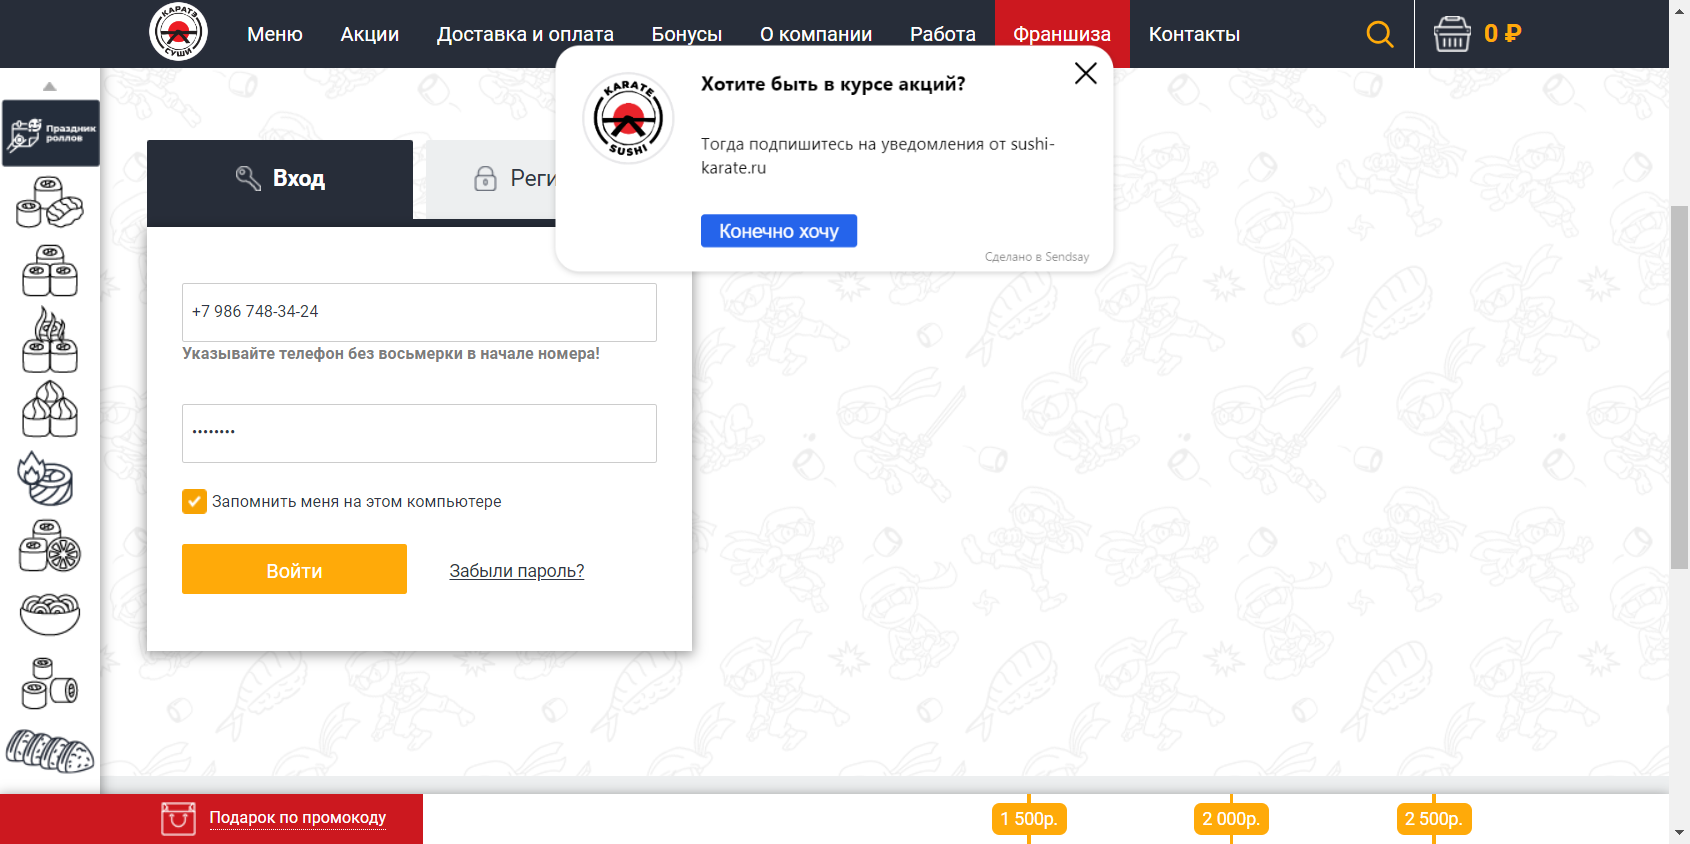 КАРАТЭ
СУШИ
Меню
Акции
Доставка и оплата
Бонусы
О компании
Работа
Франшиза
Контакты
0 ₽
Праздник
роллов
KARATE
SUSHI
Хотите быть в курсе акций?
Тогда подпишитесь на уведомления от sushi-
karate.ru
Конечно хочу
Сделано в Sendsay
Вход
Реги
+7 986 748-34-24
Указывайте телефон без восьмерки в начале номера!
••••••••
Запомнить меня на этом компьютере
Войти
Забыли пароль?
Подарок по промокоду
1 500р.
2 000р.
2 500р.